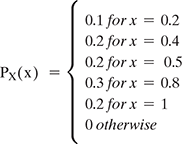 0.1 for x = 0.2
0.2 for x = 0.4
P_X(x) = 0.2 for x = 0.5
0.3 for x = 0.8
0.2 for x = 1
0 otherwise